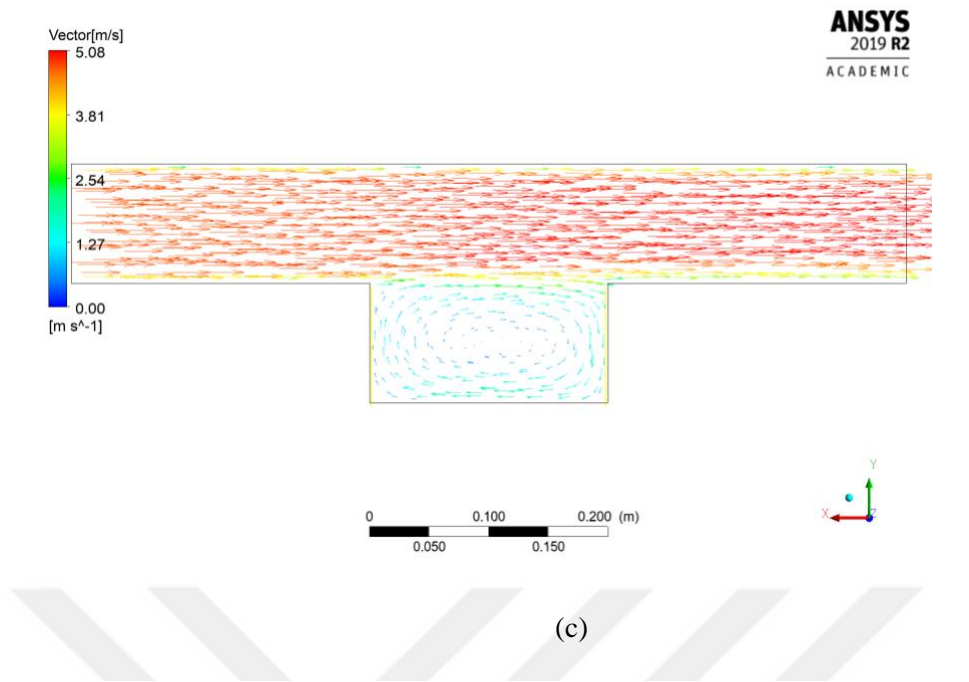 ANSYS
2019 R2
ACADEMIC
Vector[m/s]
5.08
3.81
2.54
1.27
0.00
[m s^-1]
0 0.100 0.200 (m)
0.050 0.150
Y
X Z
(c)